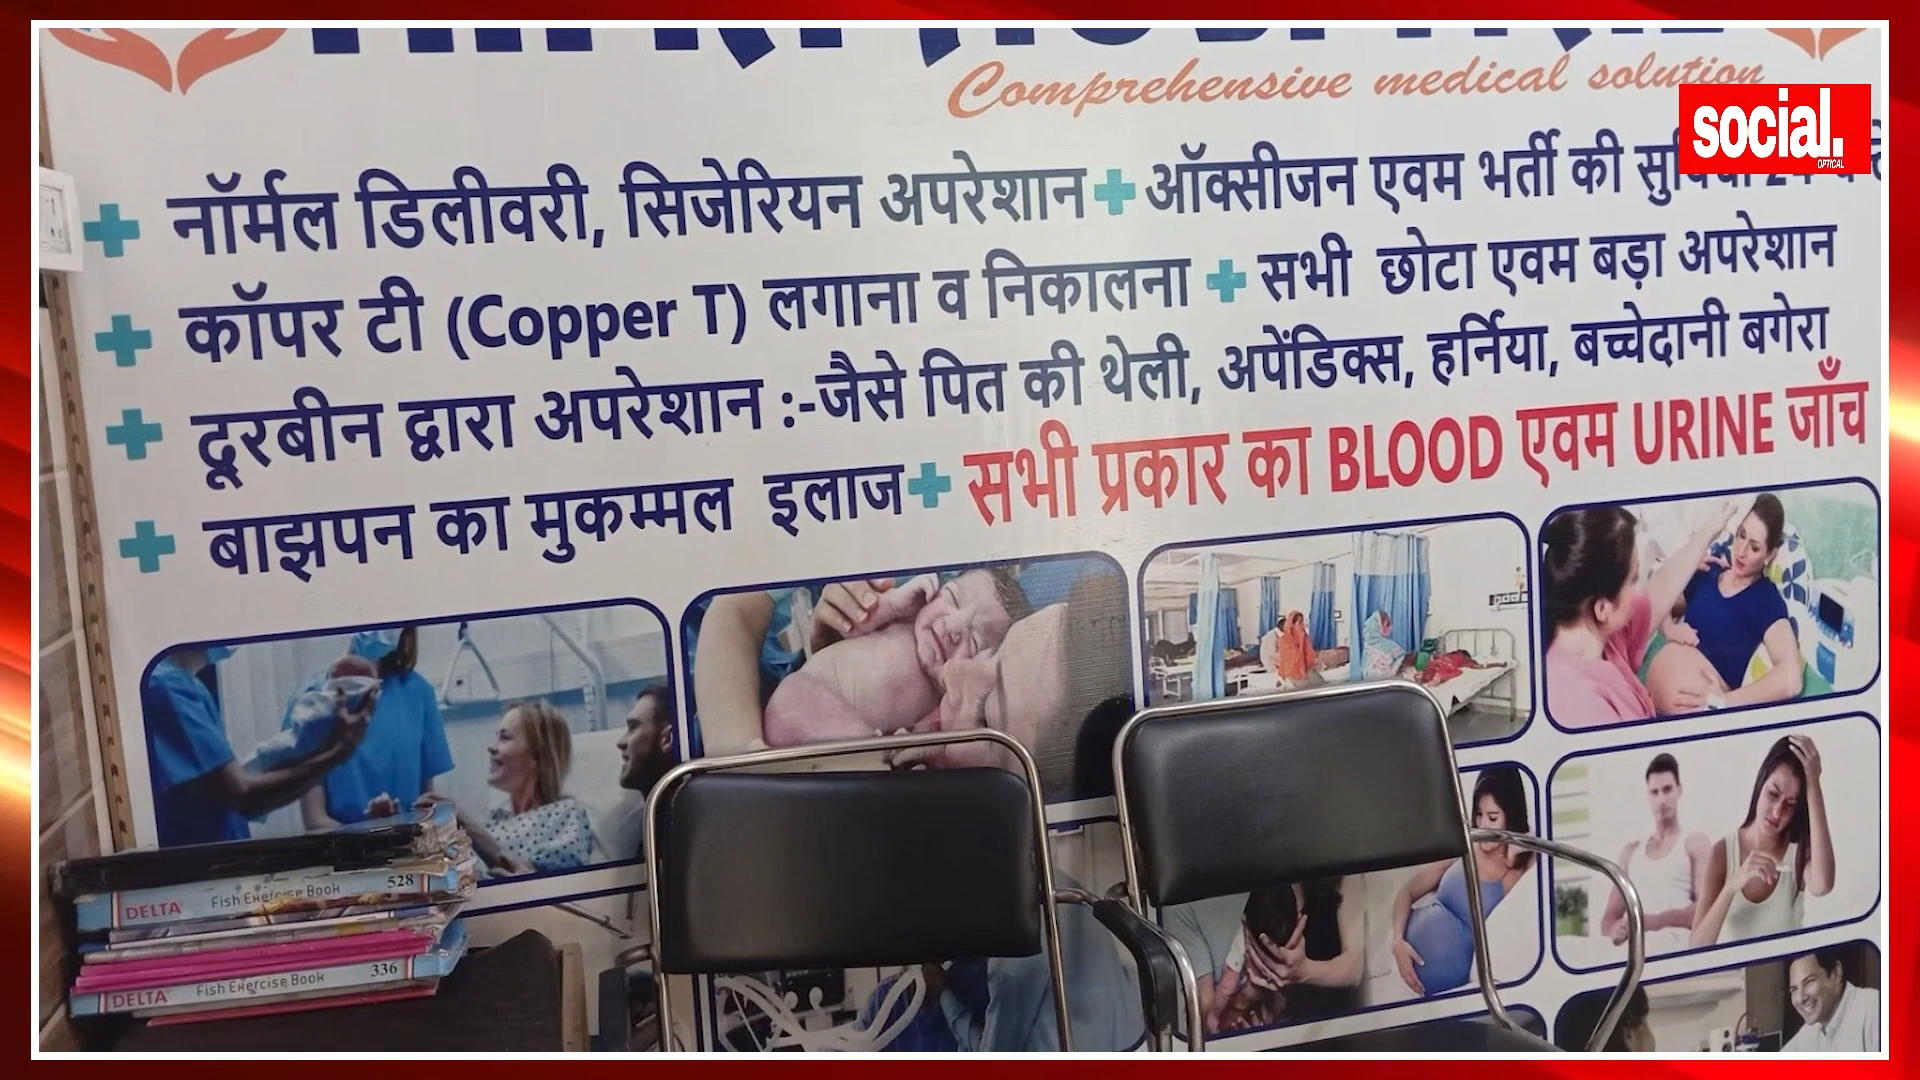 HOSPITAL
Comprehensive medical solution
social.
OPTICAL
नॉर्मल डिलीवरी, सिजेरियन अपरेशान ऑक्सीजन एवम भर्ती की
कॉपर टी (Copper T) लगाना व निकालना सभी छोटा एवम बड़ा अपरेशान
दूरबीन द्वारा अपरेशान :-जैसे पित की थेली, अपेंडिक्स, हर्निया, बच्चेदानी बगेरा
बाझपन का मुकम्मल इलाज सभी प्रकार का BLOOD एवम URINE जाँच
DELTA Fish Exercise Book 528
DELTA Fish Exercise Book 336